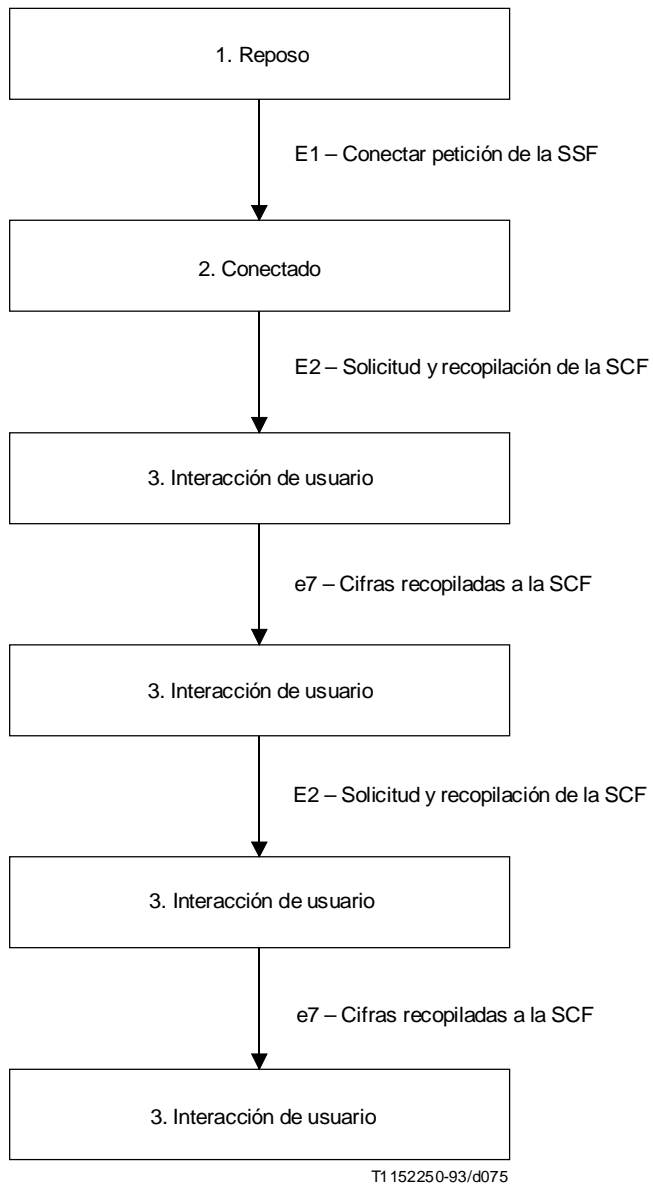 1. Reposo
E1 – Conectar petición de la SSF
2. Conectado
E2 – Solicitud y recopilación de la SCF
3. Interacción de usuario
e7 – Cifras recopiladas a la SCF
3. Interacción de usuario
E2 – Solicitud y recopilación de la SCF
3. Interacción de usuario
e7 – Cifras recopiladas a la SCF
3. Interacción de usuario
T1152250-93/d075